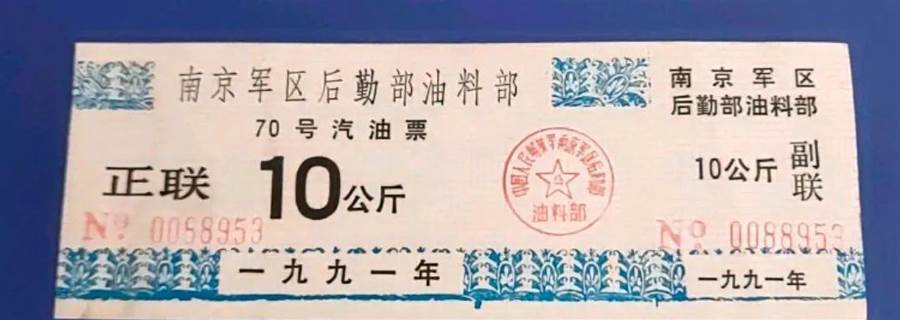 南京军区后勤部油料部
70号汽油票
正联 10公斤
油料部
№ 0088953
一九九一年
南京军区
后勤部油料部
10公斤 副联
№ 0088953
一九九一年